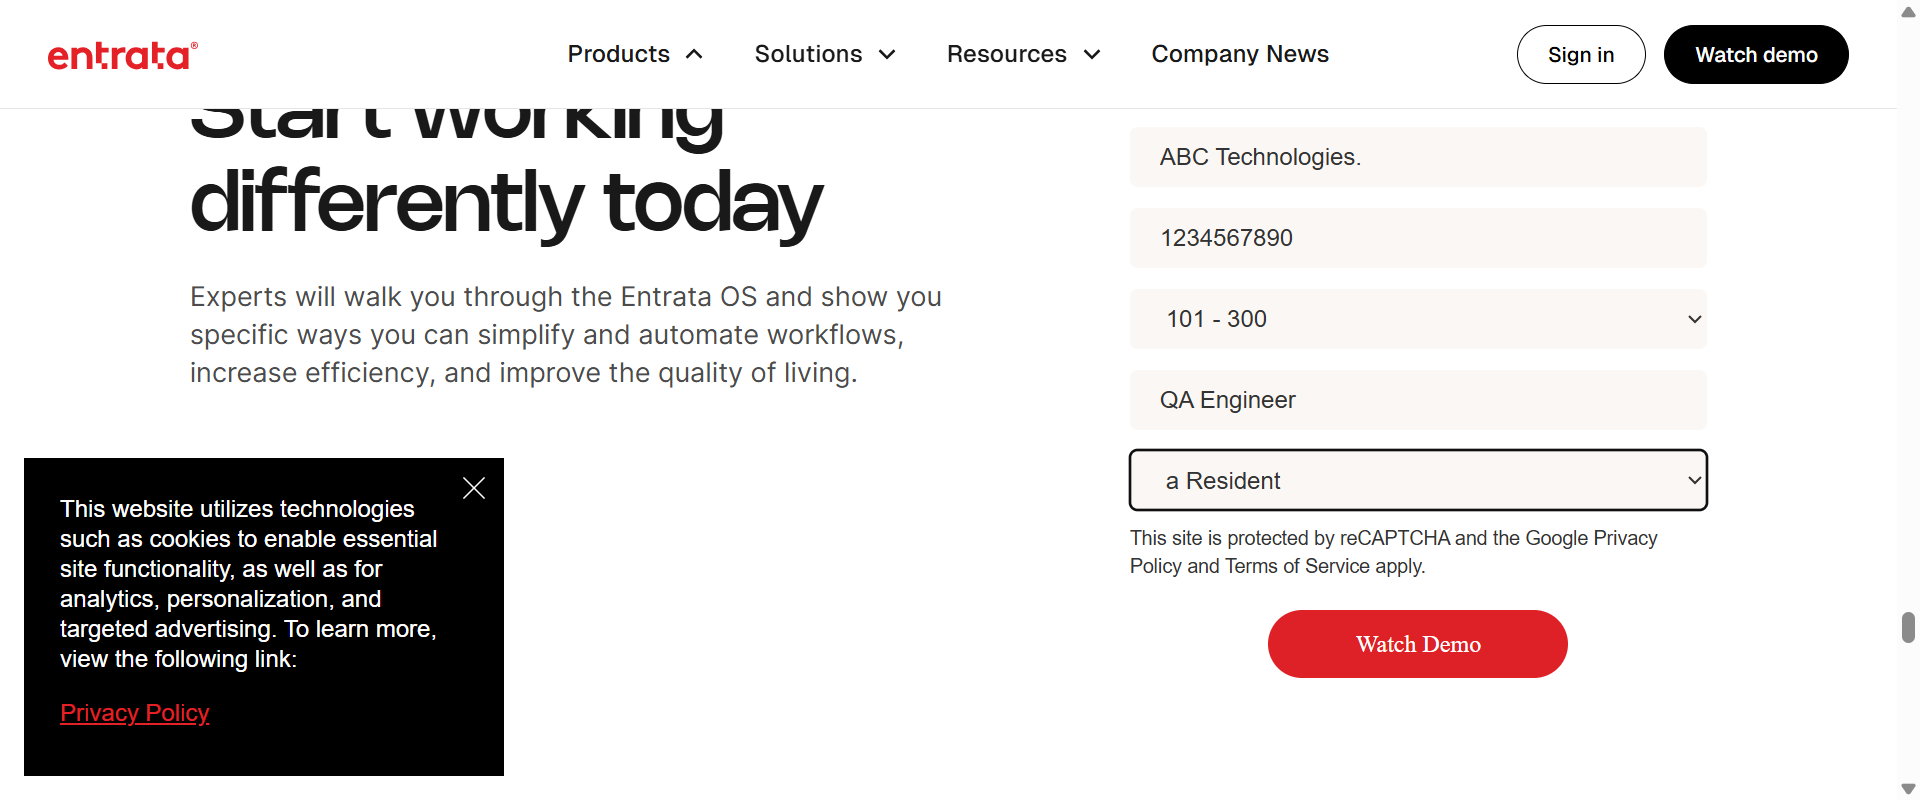 entrata®
Products
Solutions
Resources
Company News
Sign in
Watch demo
Start working
differently today
Experts will walk you through the Entrata OS and show you
specific ways you can simplify and automate workflows,
increase efficiency, and improve the quality of living.
ABC Technologies.
1234567890
101 - 300
QA Engineer
a Resident
This site is protected by reCAPTCHA and the Google Privacy
Policy and Terms of Service apply.
Watch Demo
This website utilizes technologies
such as cookies to enable essential
site functionality, as well as for
analytics, personalization, and
targeted advertising. To learn more,
view the following link:
Privacy Policy